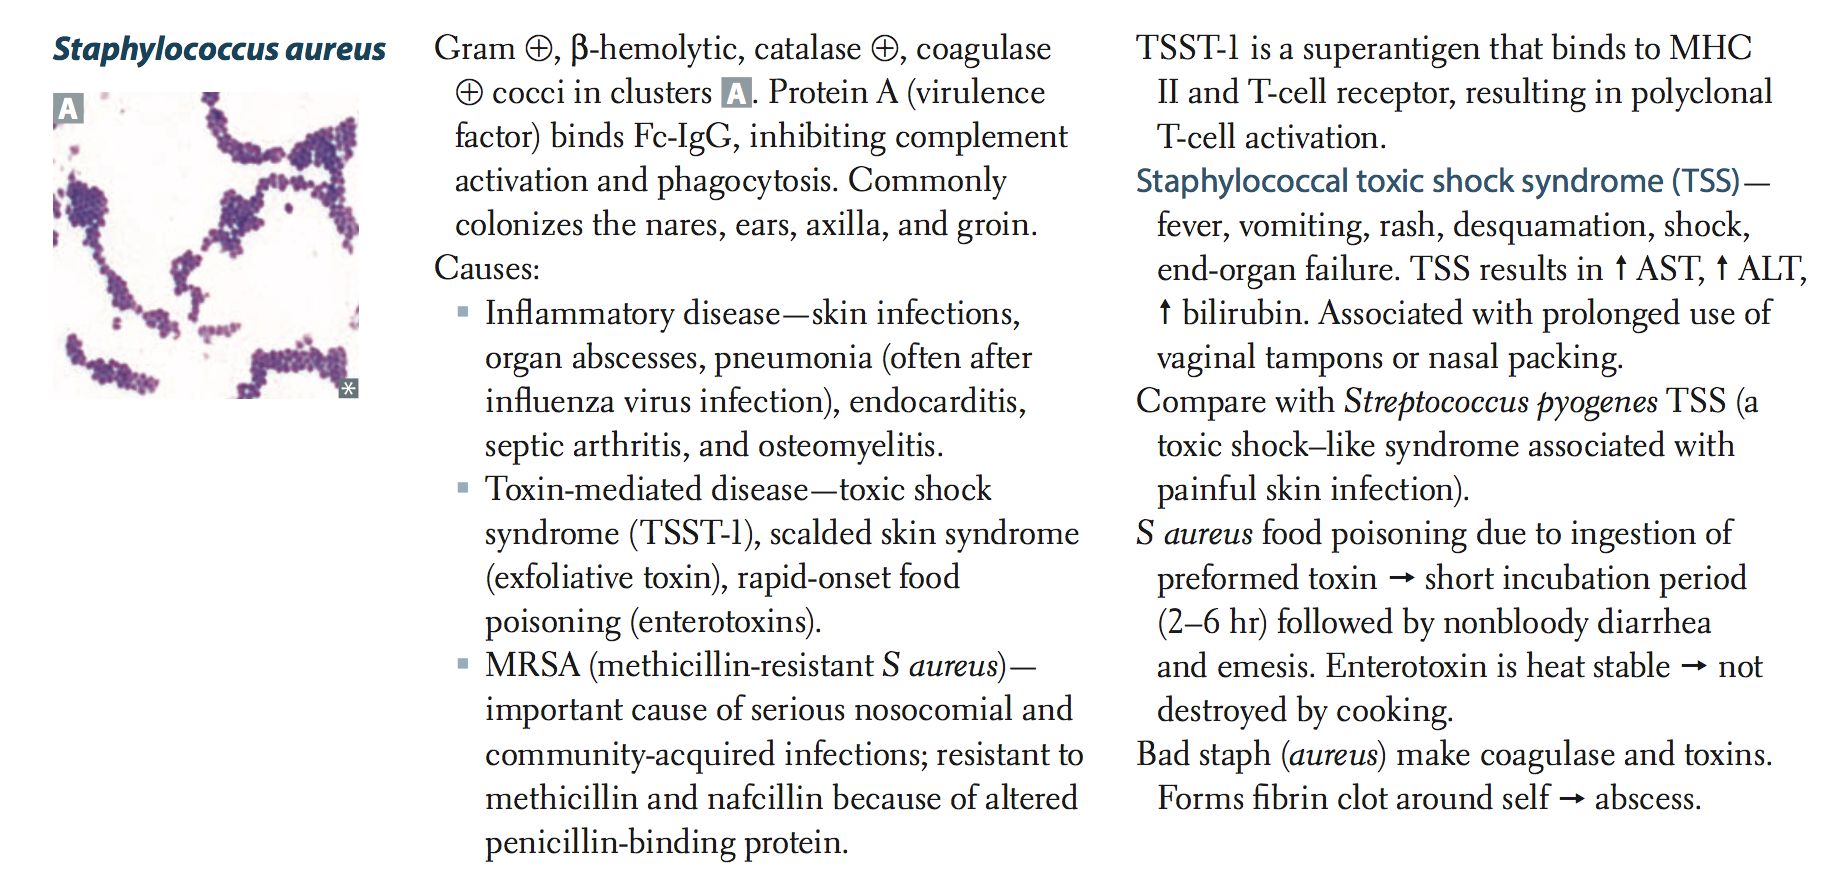 Staphylococcus aureus
A
*
Gram ⊕, β-hemolytic, catalase ⊕, coagulase
⊕ cocci in clusters A. Protein A (virulence
factor) binds Fc-IgG, inhibiting complement
activation and phagocytosis. Commonly
colonizes the nares, ears, axilla, and groin.
Causes:
▪ Inflammatory disease—skin infections,
organ abscesses, pneumonia (often after
influenza virus infection), endocarditis,
septic arthritis, and osteomyelitis.
▪ Toxin-mediated disease—toxic shock
syndrome (TSST-1), scalded skin syndrome
(exfoliative toxin), rapid-onset food
poisoning (enterotoxins).
▪ MRSA (methicillin-resistant S aureus)—
important cause of serious nosocomial and
community-acquired infections; resistant to
methicillin and nafcillin because of altered
penicillin-binding protein.
TSST-1 is a superantigen that binds to MHC
II and T-cell receptor, resulting in polyclonal
T-cell activation.
Staphylococcal toxic shock syndrome (TSS)—
fever, vomiting, rash, desquamation, shock,
end-organ failure. TSS results in ↑ AST, ↑ ALT,
↑ bilirubin. Associated with prolonged use of
vaginal tampons or nasal packing.
Compare with Streptococcus pyogenes TSS (a
toxic shock–like syndrome associated with
painful skin infection).
S aureus food poisoning due to ingestion of
preformed toxin → short incubation period
(2–6 hr) followed by nonbloody diarrhea
and emesis. Enterotoxin is heat stable → not
destroyed by cooking.
Bad staph (aureus) make coagulase and toxins.
Forms fibrin clot around self → abscess.